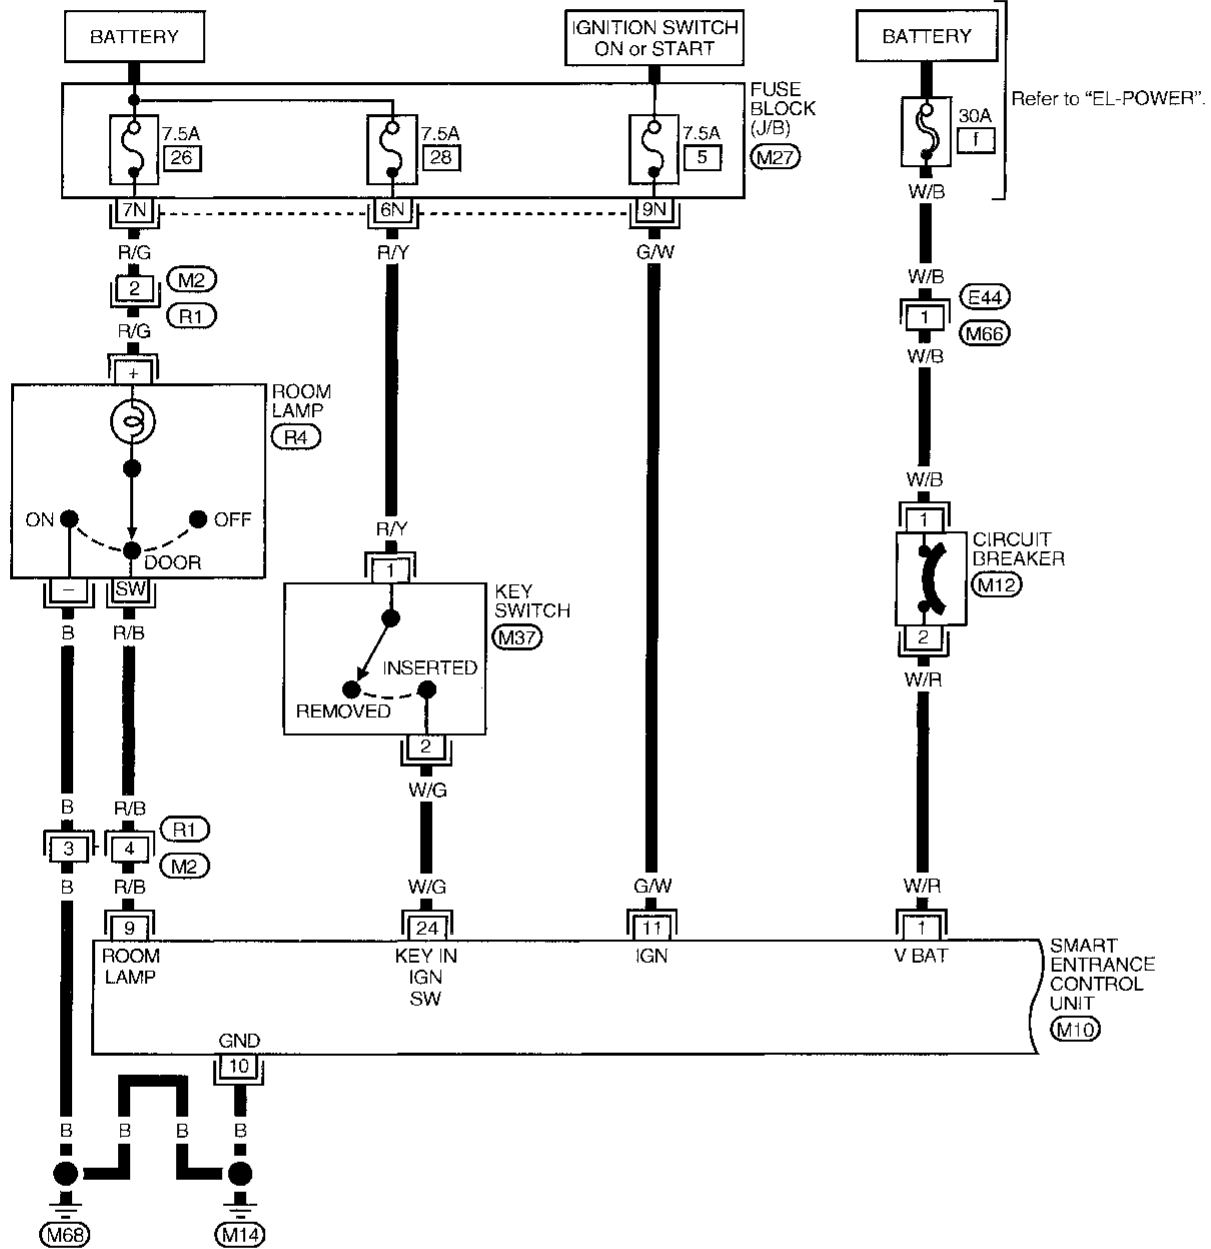 BATTERY
IGNITION SWITCH
ON or START
BATTERY
Refer to "EL-POWER".
FUSE
BLOCK
(J/B)
M27
7.5A
26
7.5A
28
7.5A
5
30A
f
7N
6N
9N
W/B
R/G
R/Y
G/W
2
M2
R1
R/G
W/B
1
E44
M66
W/B
+
ROOM
LAMP
R4
ON
OFF
DOOR
−
SW
B
R/B
R/Y
1
KEY
SWITCH
M37
INSERTED
REMOVED
2
W/G
W/B
1
CIRCUIT
BREAKER
M12
2
W/R
B
R/B
3
4
R1
M2
B
R/B
W/G
G/W
W/R
9
24
11
1
ROOM
LAMP
KEY IN
IGN
SW
IGN
V BAT
SMART
ENTRANCE
CONTROL
UNIT
M10
GND
10
B
B
B
B
M68
M14